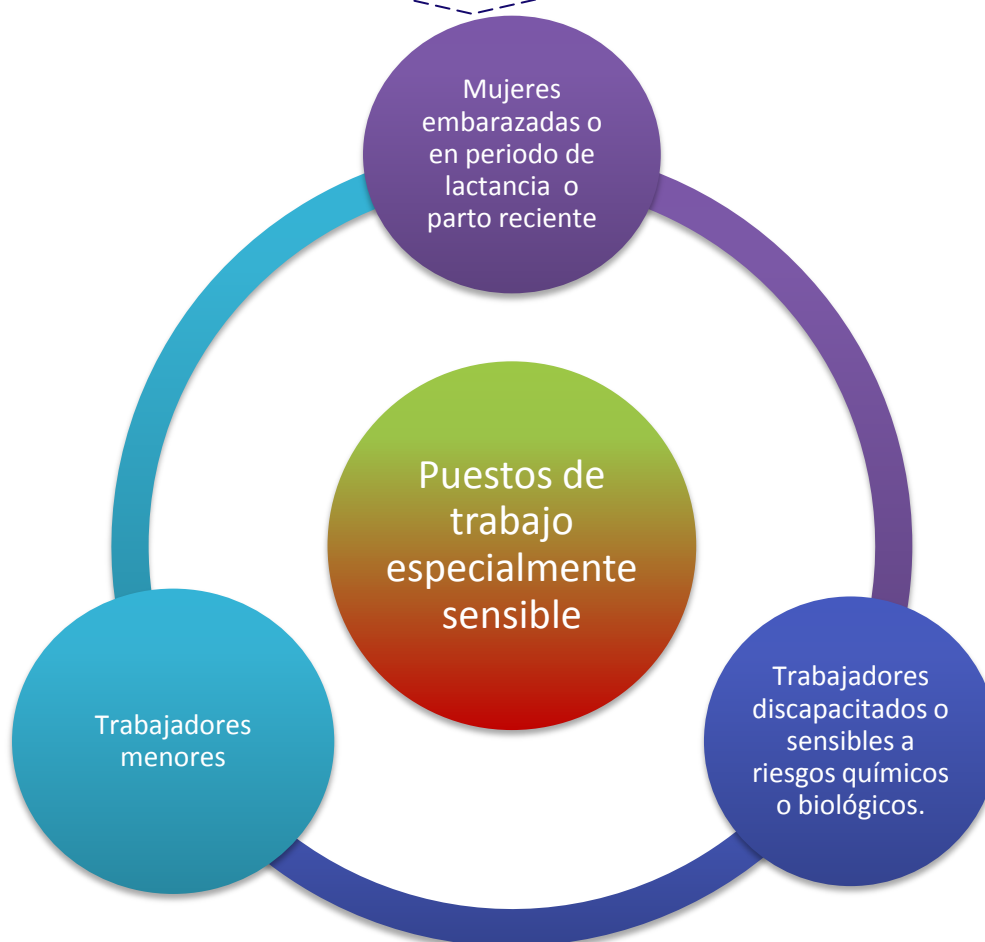 Mujeres
embarazadas o
en periodo de
lactancia o
parto reciente
Puestos de
trabajo
especialmente
sensible
Trabajadores
menores
Trabajadores
discapacitados o
sensibles a
riesgos químicos
o biológicos.